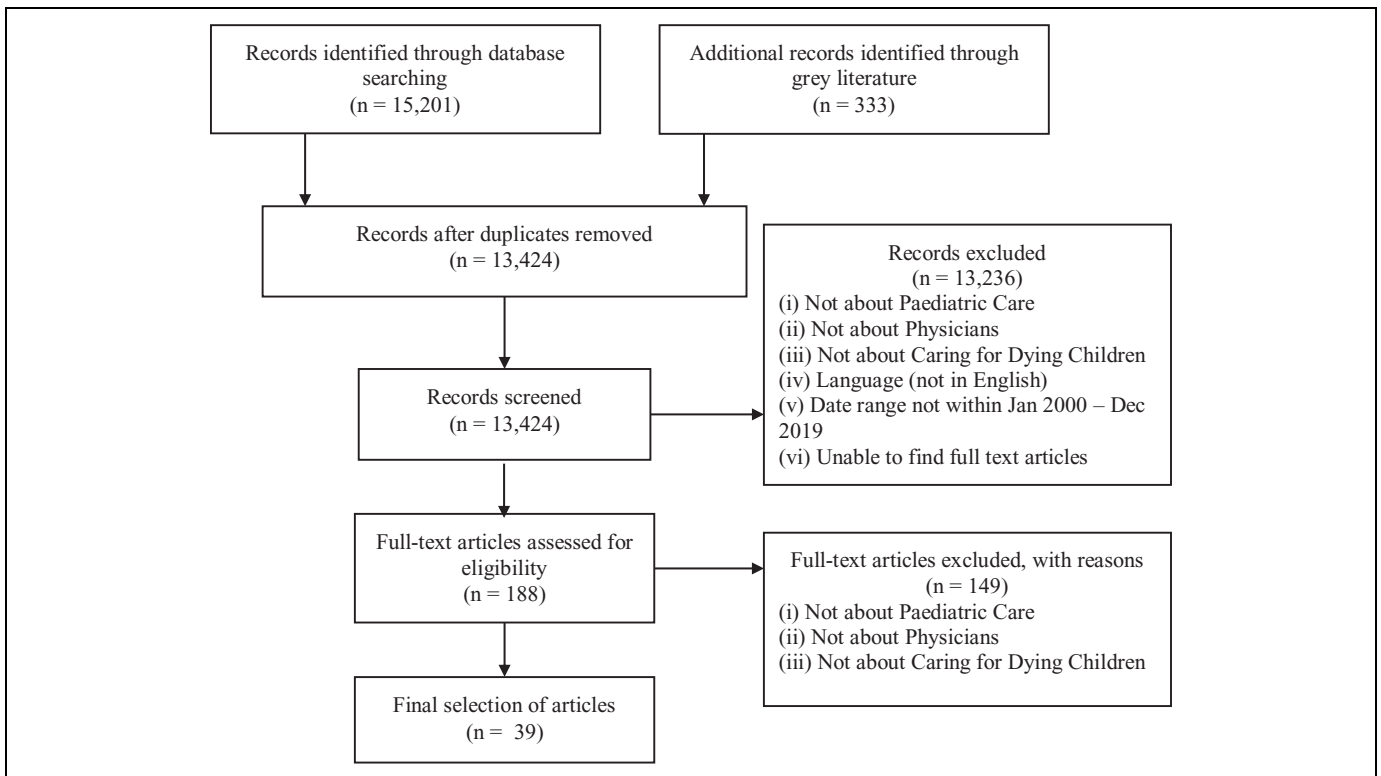 Records identified through database
searching
(n = 15,201)
Additional records identified through
grey literature
(n = 333)
Records after duplicates removed
(n = 13,424)
Records excluded
(n = 13,236)
(i) Not about Paediatric Care
(ii) Not about Physicians
(iii) Not about Caring for Dying Children
(iv) Language (not in English)
(v) Date range not within Jan 2000 – Dec
2019
(vi) Unable to find full text articles
Records screened
(n = 13,424)
Full-text articles assessed for
eligibility
(n = 188)
Full-text articles excluded, with reasons
(n = 149)
(i) Not about Paediatric Care
(ii) Not about Physicians
(iii) Not about Caring for Dying Children
Final selection of articles
(n = 39)